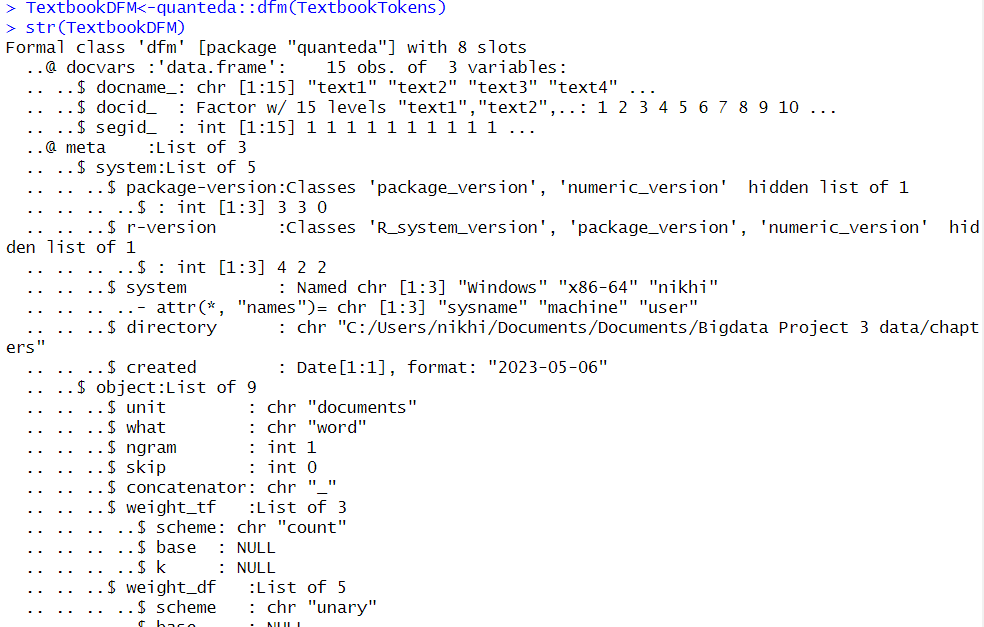 > TextbookDFM<-quanteda::dfm(TextbookTokens)
> str(TextbookDFM)
Formal class 'dfm' [package "quanteda"] with 8 slots
  ..@ docvars :'data.frame':	15 obs. of  3 variables:
  .. ..$ docname_: chr [1:15] "text1" "text2" "text3" "text4" ...
  .. ..$ docid_  : Factor w/ 15 levels "text1","text2",..: 1 2 3 4 5 6 7 8 9 10 ...
  .. ..$ segid_  : int [1:15] 1 1 1 1 1 1 1 1 1 1 ...
  ..@ meta    :List of 3
  .. ..$ system:List of 5
  .. .. ..$ package-version:Classes 'package_version', 'numeric_version'  hidden list of 1
  .. .. .. ..$ : int [1:3] 3 3 0
  .. .. ..$ r-version      :Classes 'R_system_version', 'package_version', 'numeric_version'  hid
den list of 1
  .. .. .. ..$ : int [1:3] 4 2 2
  .. .. ..$ system         : Named chr [1:3] "Windows" "x86-64" "nikhi"
  .. .. .. ..- attr(*, "names")= chr [1:3] "sysname" "machine" "user"
  .. .. ..$ directory      : chr "C:/Users/nikhi/Documents/Documents/Bigdata Project 3 data/chapt
ers"
  .. .. ..$ created        : Date[1:1], format: "2023-05-06"
  .. ..$ object:List of 9
  .. .. ..$ unit        : chr "documents"
  .. .. ..$ what        : chr "word"
  .. .. ..$ ngram       : int 1
  .. .. ..$ skip        : int 0
  .. .. ..$ concatenator: chr "_"
  .. .. ..$ weight_tf   :List of 3
  .. .. .. ..$ scheme: chr "count"
  .. .. .. ..$ base  : NULL
  .. .. .. ..$ k     : NULL
  .. .. ..$ weight_df   :List of 5
  .. .. .. ..$ scheme   : chr "unary"
  .. .. .. ..$ base     : NULL